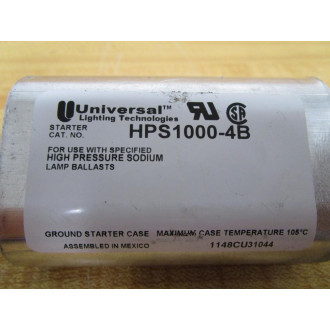 Universal™
Lighting Technologies
STARTER
CAT. NO. HPS1000-4B
FOR USE WITH SPECIFIED
HIGH PRESSURE SODIUM
LAMP BALLASTS
GROUND STARTER CASE MAXIMUM CASE TEMPERATURE 105°C
ASSEMBLED IN MEXICO 1148CU31044